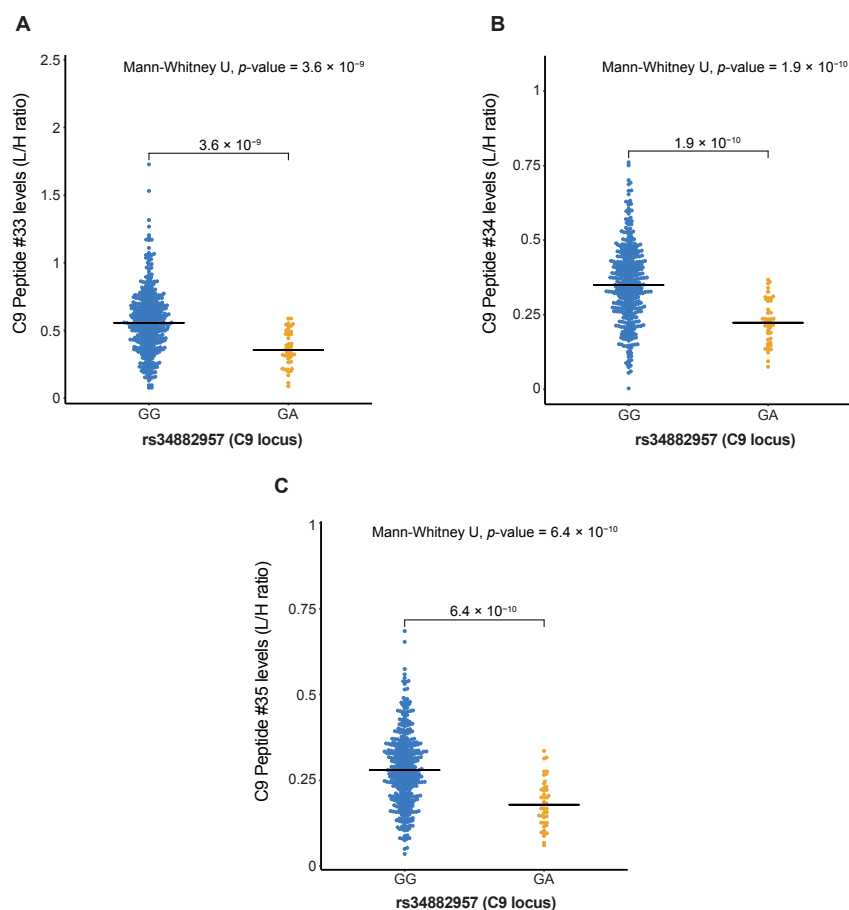 A
Mann-Whitney U, p-value = 3.6 × 10⁻⁹
C9 Peptide #33 levels (L/H ratio)
2.5
2
1.5
1
0.5
0
3.6 × 10⁻⁹
GG GA
rs34882957 (C9 locus)
B
Mann-Whitney U, p-value = 1.9 × 10⁻¹⁰
C9 Peptide #34 levels (L/H ratio)
1
0.75
0.5
0.25
0
1.9 × 10⁻¹⁰
GG GA
rs34882957 (C9 locus)
C
Mann-Whitney U, p-value = 6.4 × 10⁻¹⁰
C9 Peptide #35 levels (L/H ratio)
1
0.75
0.5
0.25
0
6.4 × 10⁻¹⁰
GG GA
rs34882957 (C9 locus)